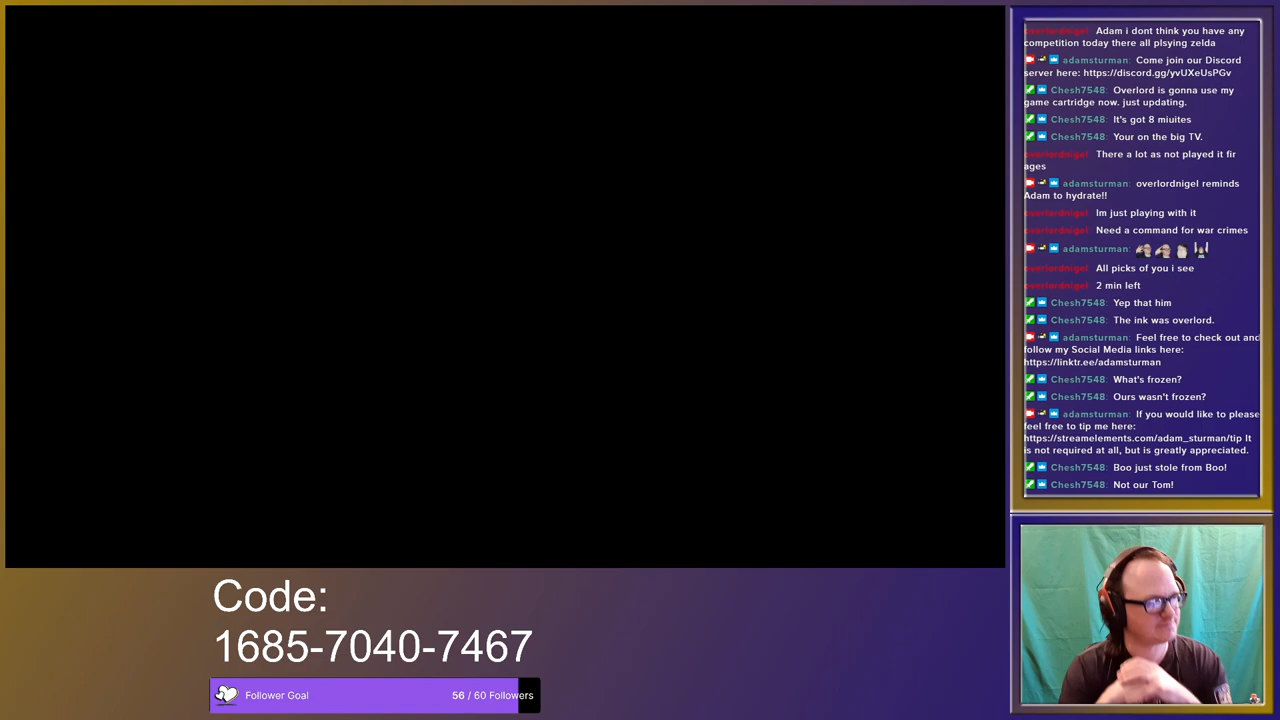 overlordnigel: Adam i dont think you have any
competition today there all plsying zelda
adamsturman: Come join our Discord
server here: https://discord.gg/yvUXeUsPGv
Chesh7548: Overlord is gonna use my
game cartridge now. just updating.
Chesh7548: It's got 8 miuites
Chesh7548: Your on the big TV.
overlordnigel: There a lot as not played it fir
ages
adamsturman: overlordnigel reminds
Adam to hydrate!!
overlordnigel: Im just playing with it
overlordnigel: Need a command for war crimes
adamsturman:
overlordnigel: All picks of you i see
overlordnigel: 2 min left
Chesh7548: Yep that him
Chesh7548: The ink was overlord.
adamsturman: Feel free to check out and
follow my Social Media links here:
https://linktr.ee/adamsturman
Chesh7548: What's frozen?
Chesh7548: Ours wasn't frozen?
adamsturman: If you would like to please
feel free to tip me here:
https://streamelements.com/adam_sturman/tip It
is not required at all, but is greatly appreciated.
Chesh7548: Boo just stole from Boo!
Chesh7548: Not our Tom!
Code:
1685-7040-7467
Follower Goal 56 / 60 Followers